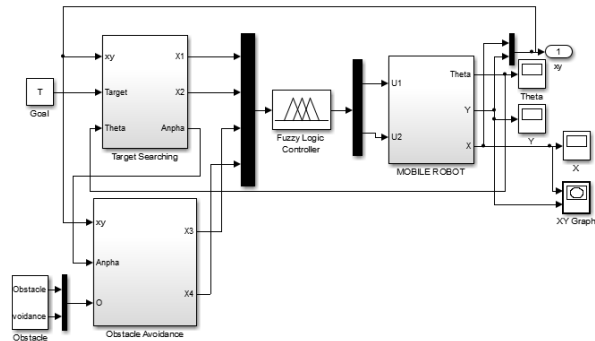 xy
Target
Theta
X1
X2
Anpha
Target Searching
T
Goal
Fuzzy Logic
Controller
U1
U2
Theta
Y
X
MOBILE ROBOT
1
xy
Theta
Y
X
XY Graph
xy
Anpha
O
X3
X4
Obstacle Avoidance
Obstacle
voidance
Obstacle